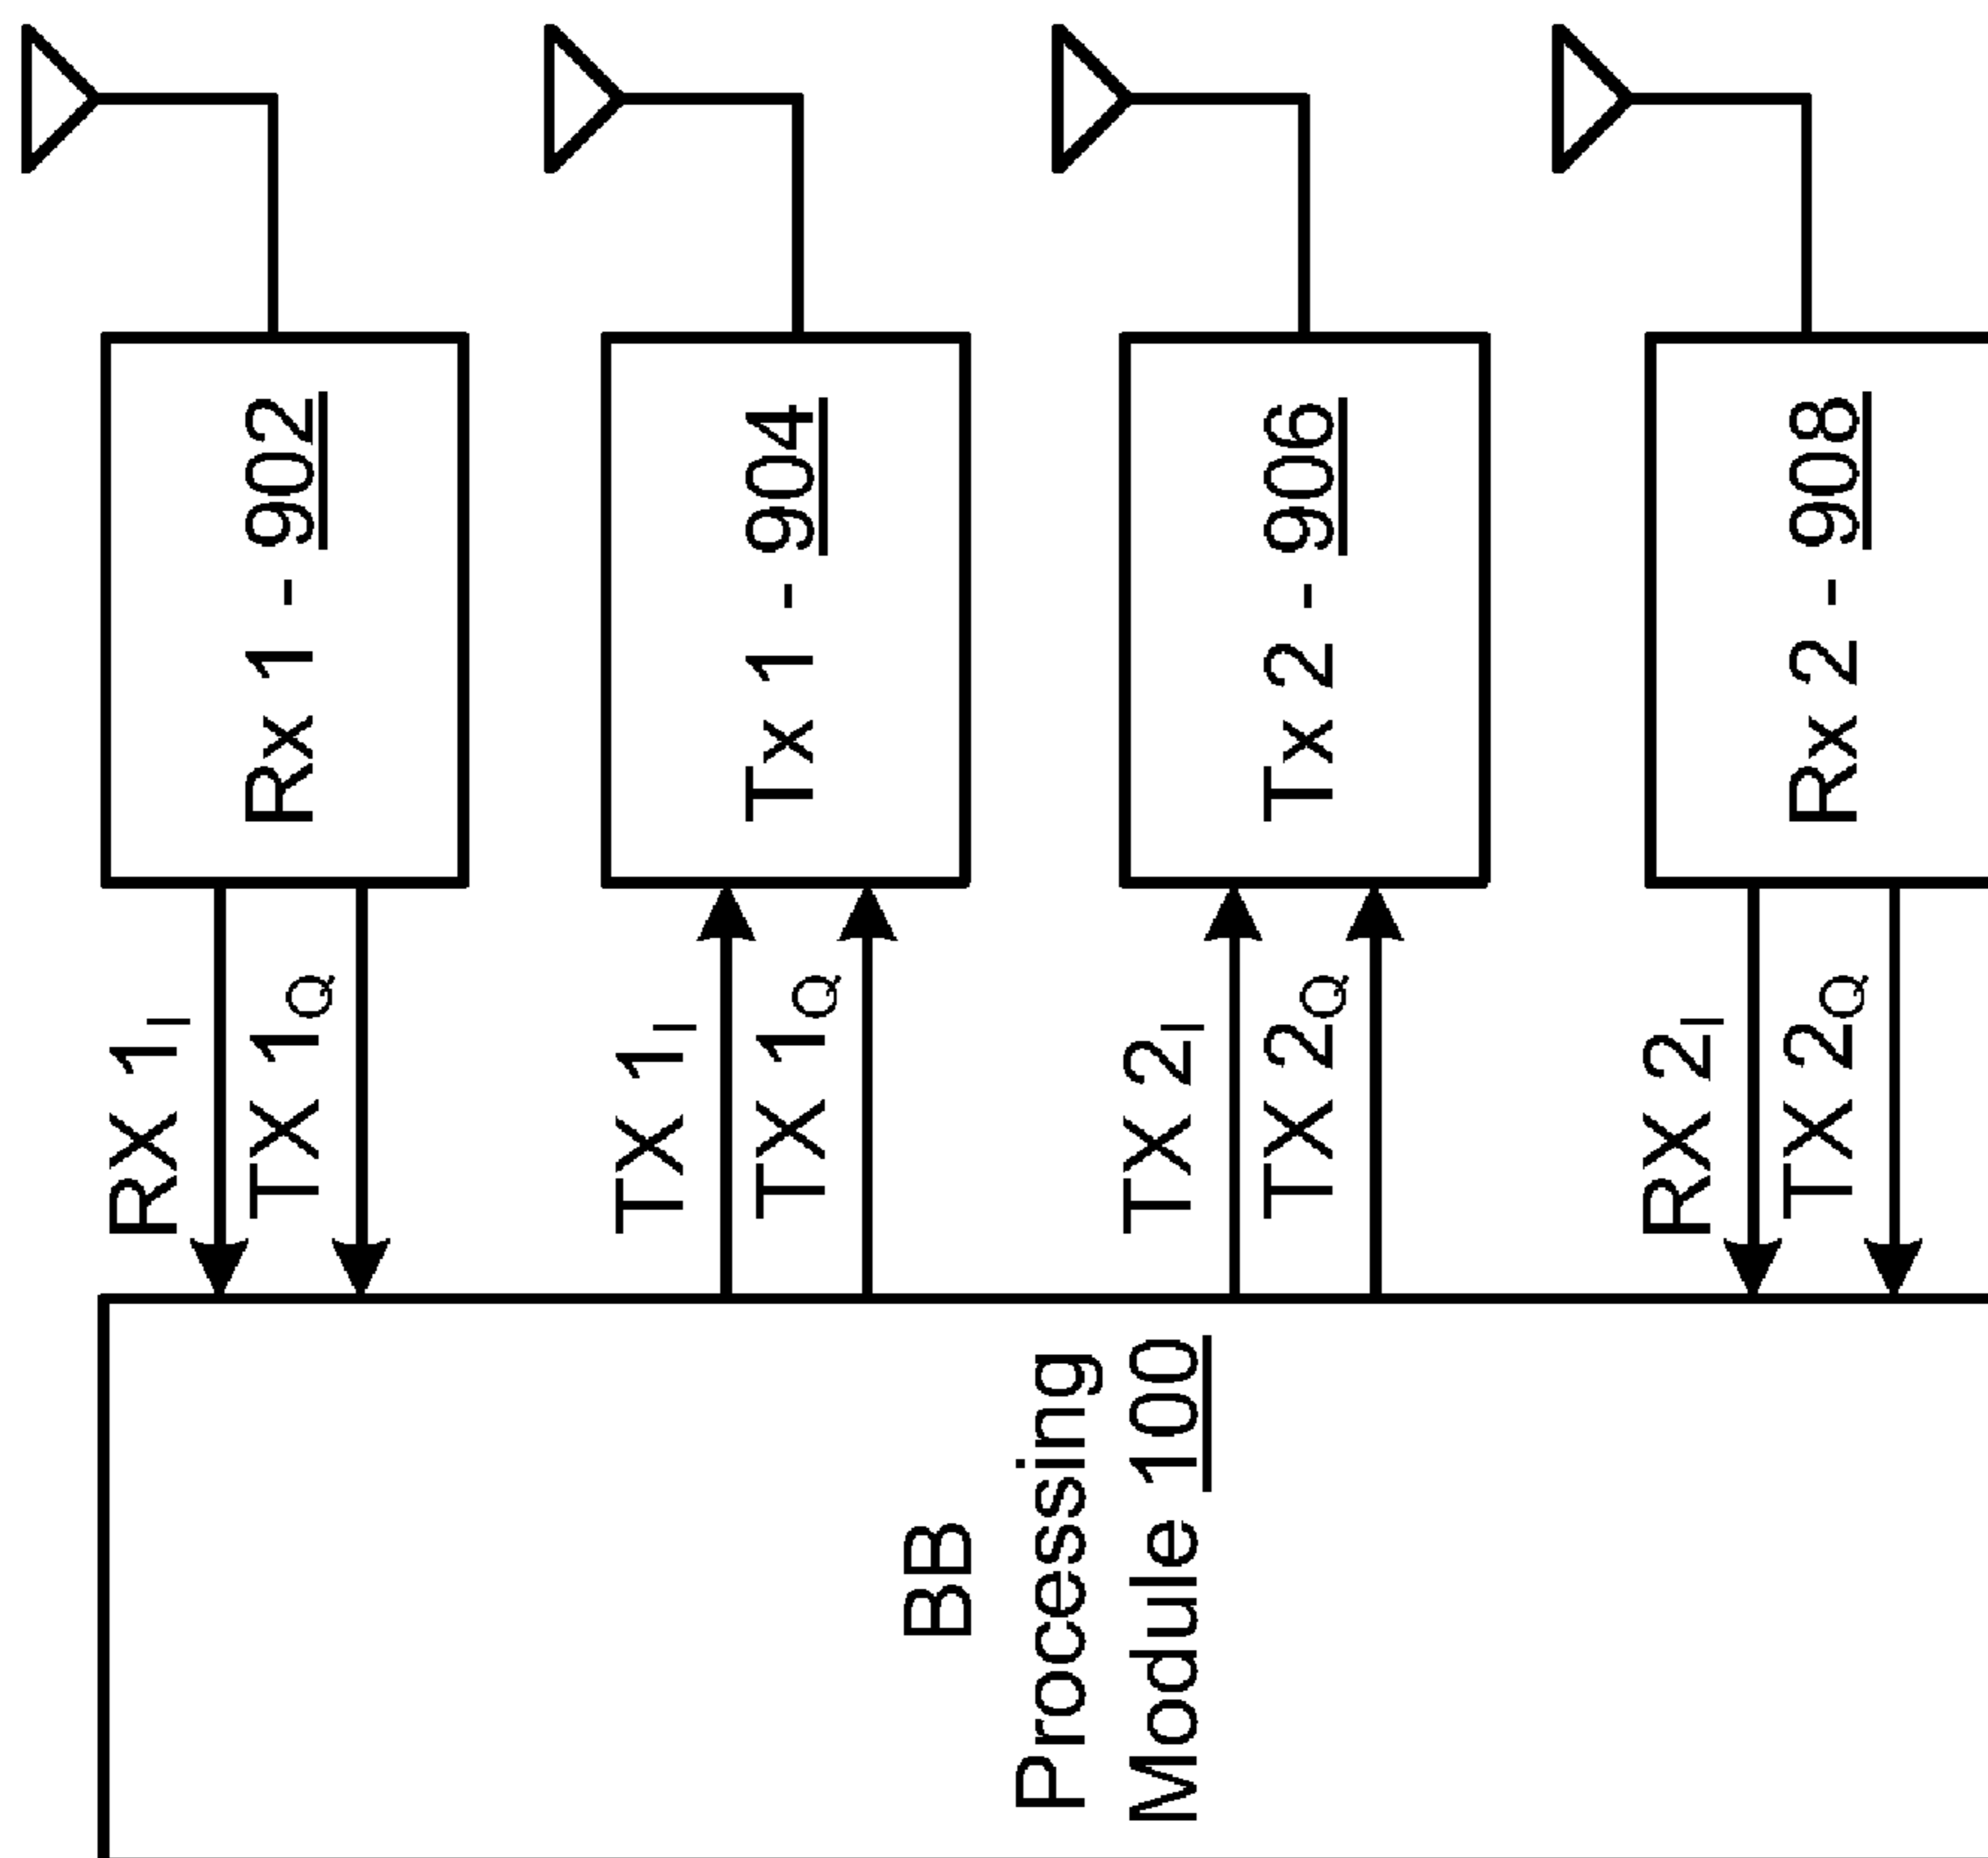 Rx 1 - 902
Tx 1 - 904
Tx 2 - 906
Rx 2 - 908
RX 1I
TX 1Q
TX 1I
TX 1Q
TX 2I
TX 2Q
RX 2I
TX 2Q
BB
Processing
Module 100